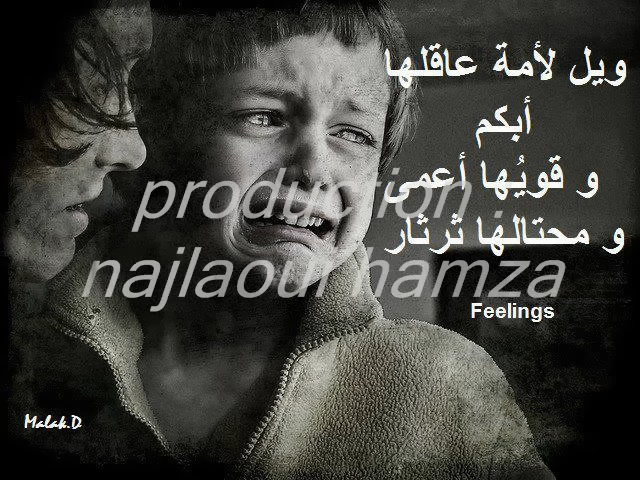 ويل لأمة عاقلها
أبكم
و قويُها أعمى
و محتالها ثرثار
production .
najlaoui hamza
Feelings
Malak.D